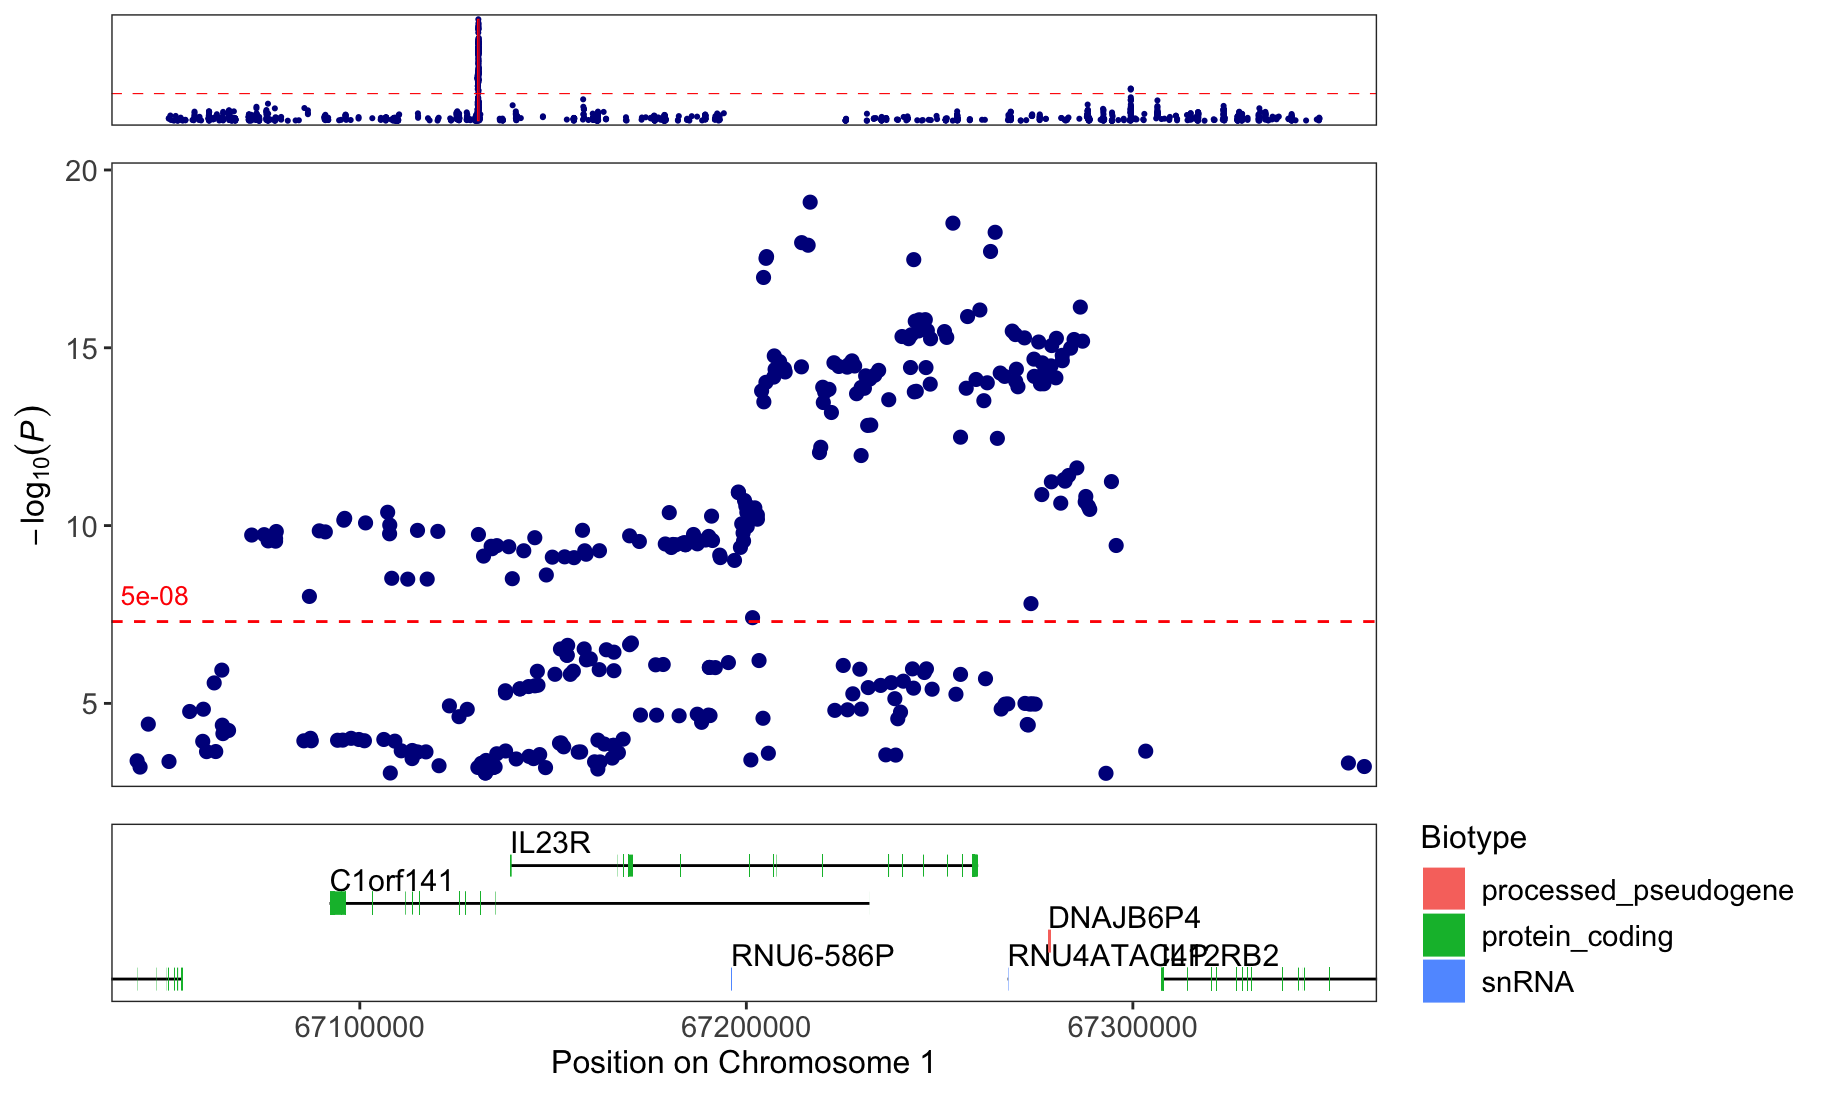 20
15
10
5
−log10(P)
5e-08
IL23R
C1orf141
DNAJB6P4
RNU6-586P
RNU4ATAC4P
IL12RB2
67100000
67200000
67300000
Position on Chromosome 1
Biotype
processed_pseudogene
protein_coding
snRNA